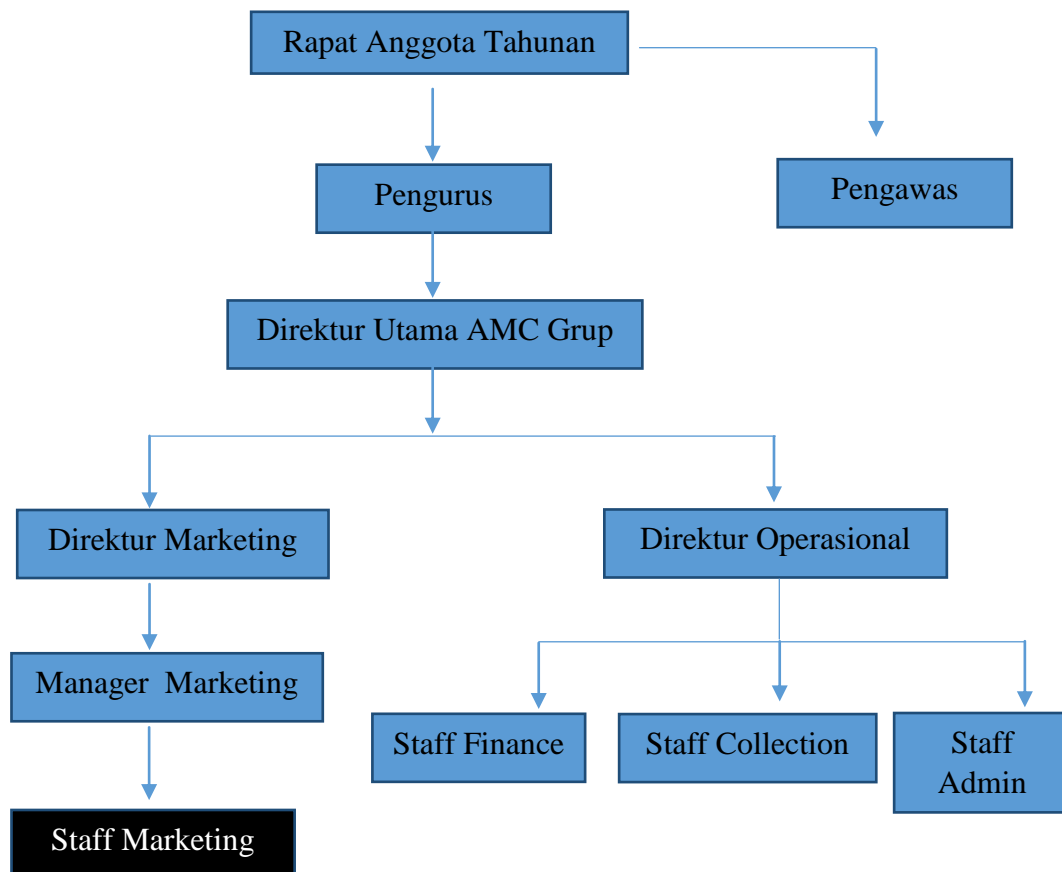 Rapat Anggota Tahunan
Pengurus
Pengawas
Direktur Utama AMC Grup
Direktur Marketing
Direktur Operasional
Manager  Marketing
Staff Finance
Staff Collection
Staff
Admin
Staff Marketing